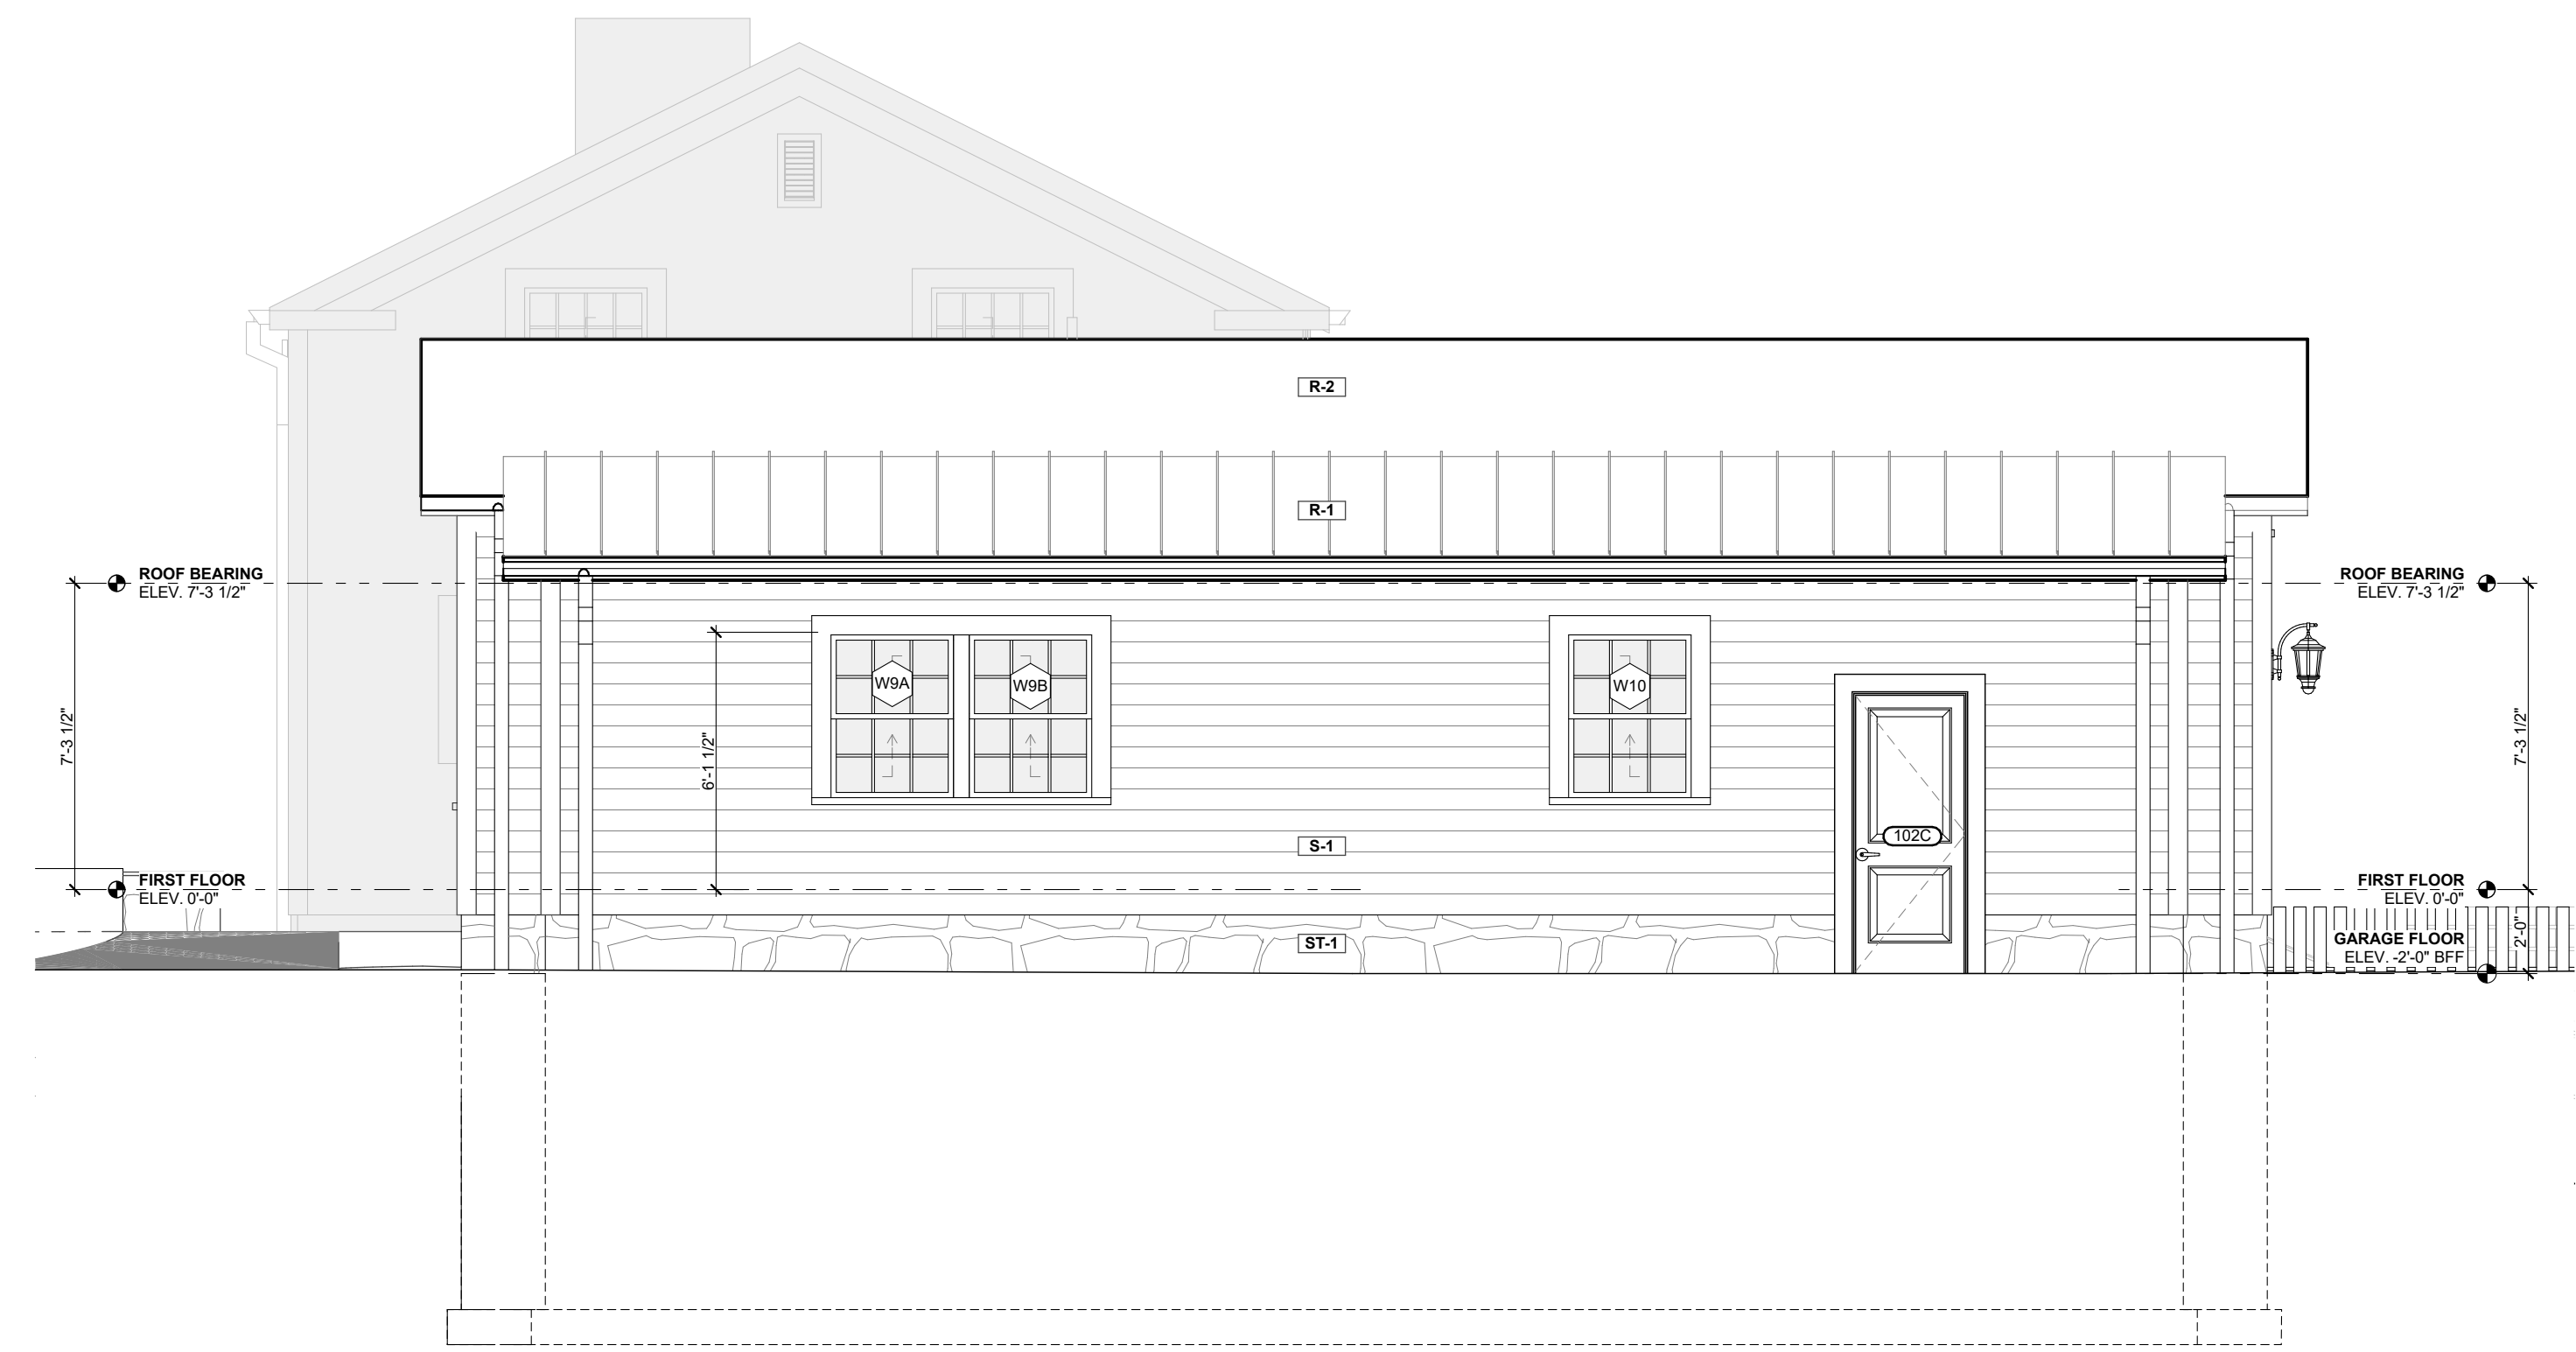 R-2
R-1
ROOF BEARING
ELEV. 7'-3 1/2"
ROOF BEARING
ELEV. 7'-3 1/2"
W9A
W9B
W10
7'-3 1/2"
6'-1 1/2"
7'-3 1/2"
102C
S-1
FIRST FLOOR
ELEV. 0'-0"
FIRST FLOOR
ELEV. 0'-0"
ST-1
2'-0"
GARAGE FLOOR
ELEV. -2'-0" BFF